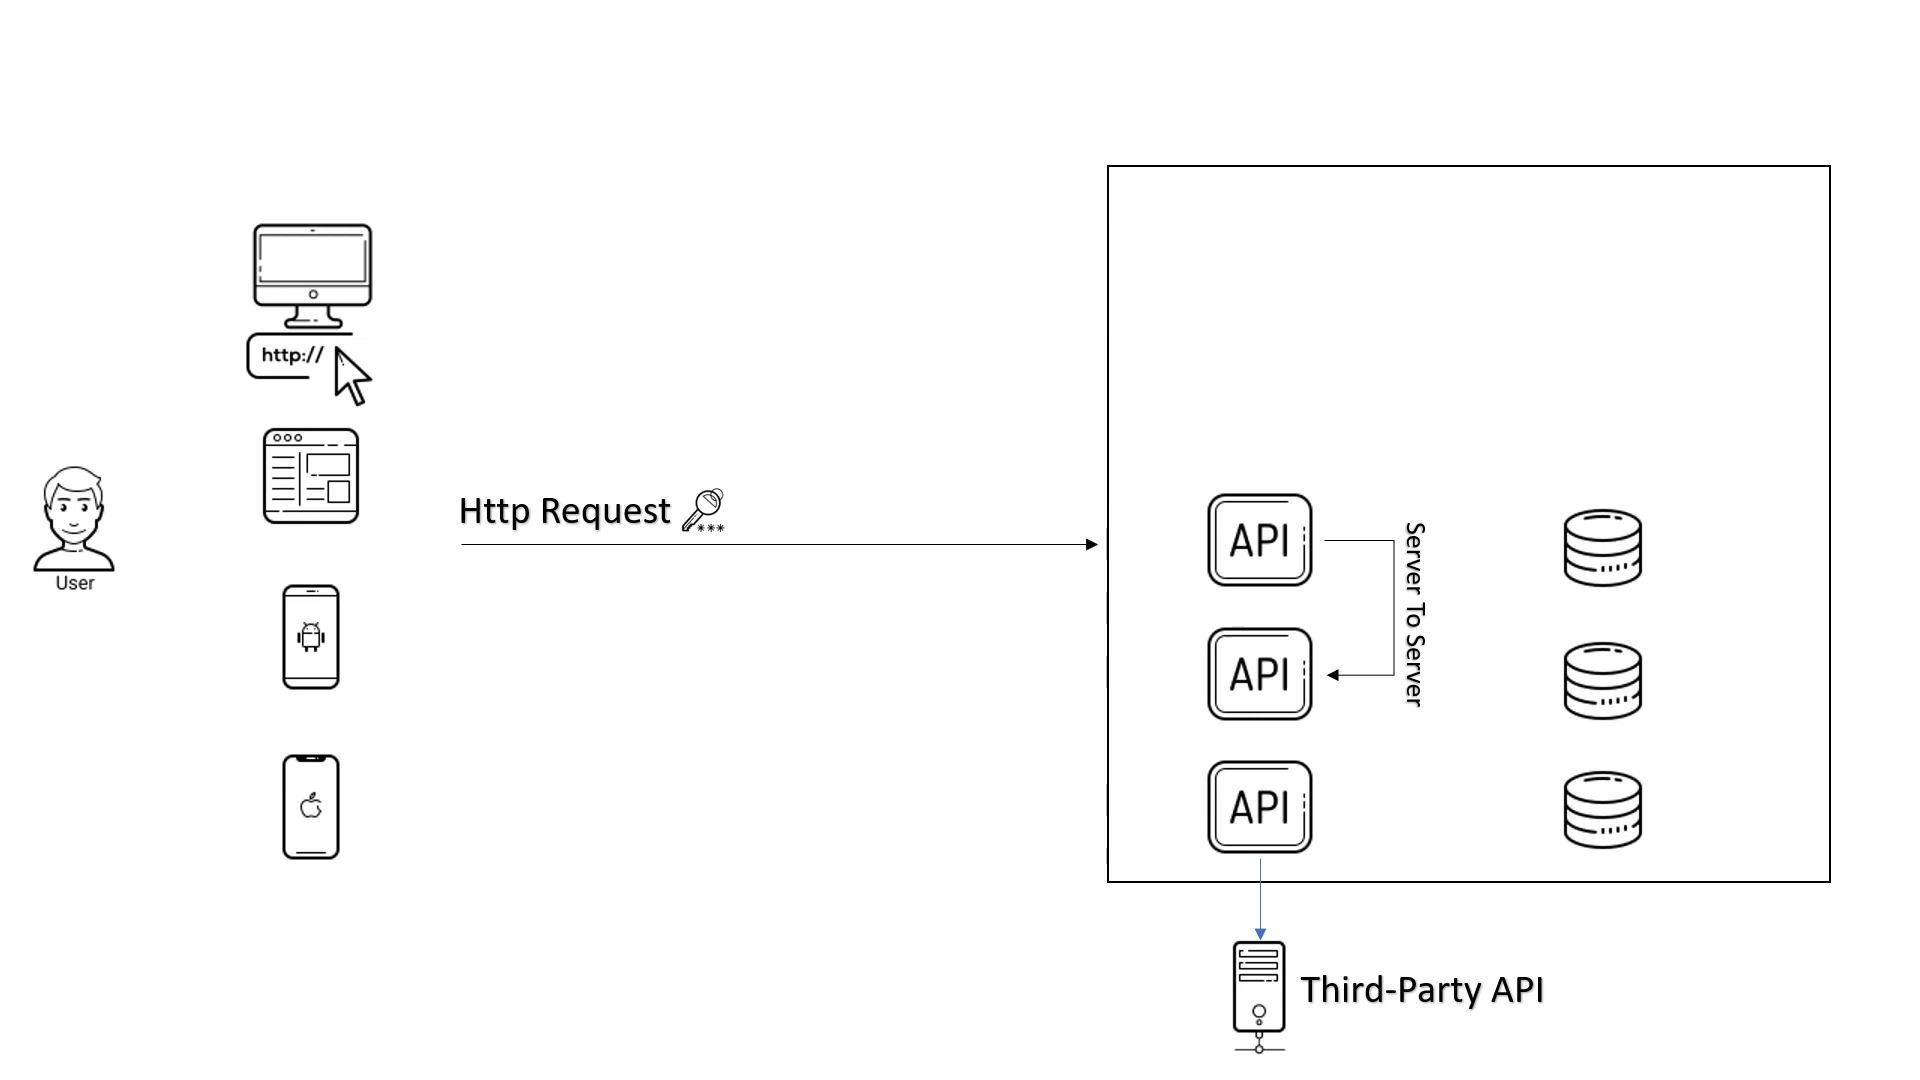 http://
User
Http Request ***
API
Server To Server
API
API
Third-Party API